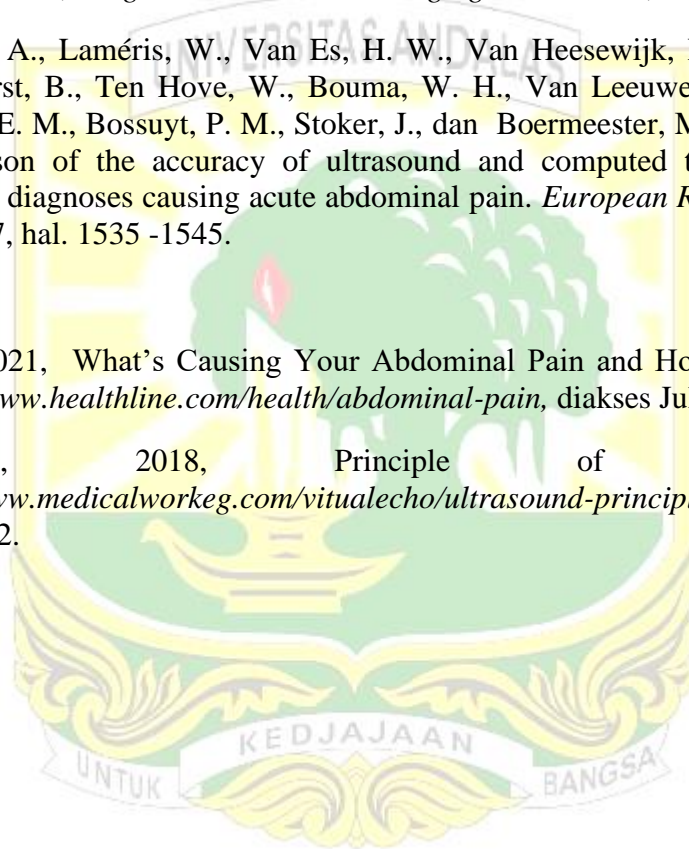 UNIVERSITAS ANDALAS
A., Laméris, W., Van Es, H. W., Van Heesewijk,
rst, B., Ten Hove, W., Bouma, W. H., Van Leeuwe
E. M., Bossuyt, P. M., Stoker, J., dan Boermeester, M
son of the accuracy of ultrasound and computed t
diagnoses causing acute abdominal pain. European R
7, hal. 1535 -1545.
021, What’s Causing Your Abdominal Pain and Ho
ww.healthline.com/health/abdominal-pain, diakses Ju
, 2018, Principle of
ww.medicalworkeg.com/vitualecho/ultrasound-principl
2.
UNTUK KEDJAJAAN BANGSA